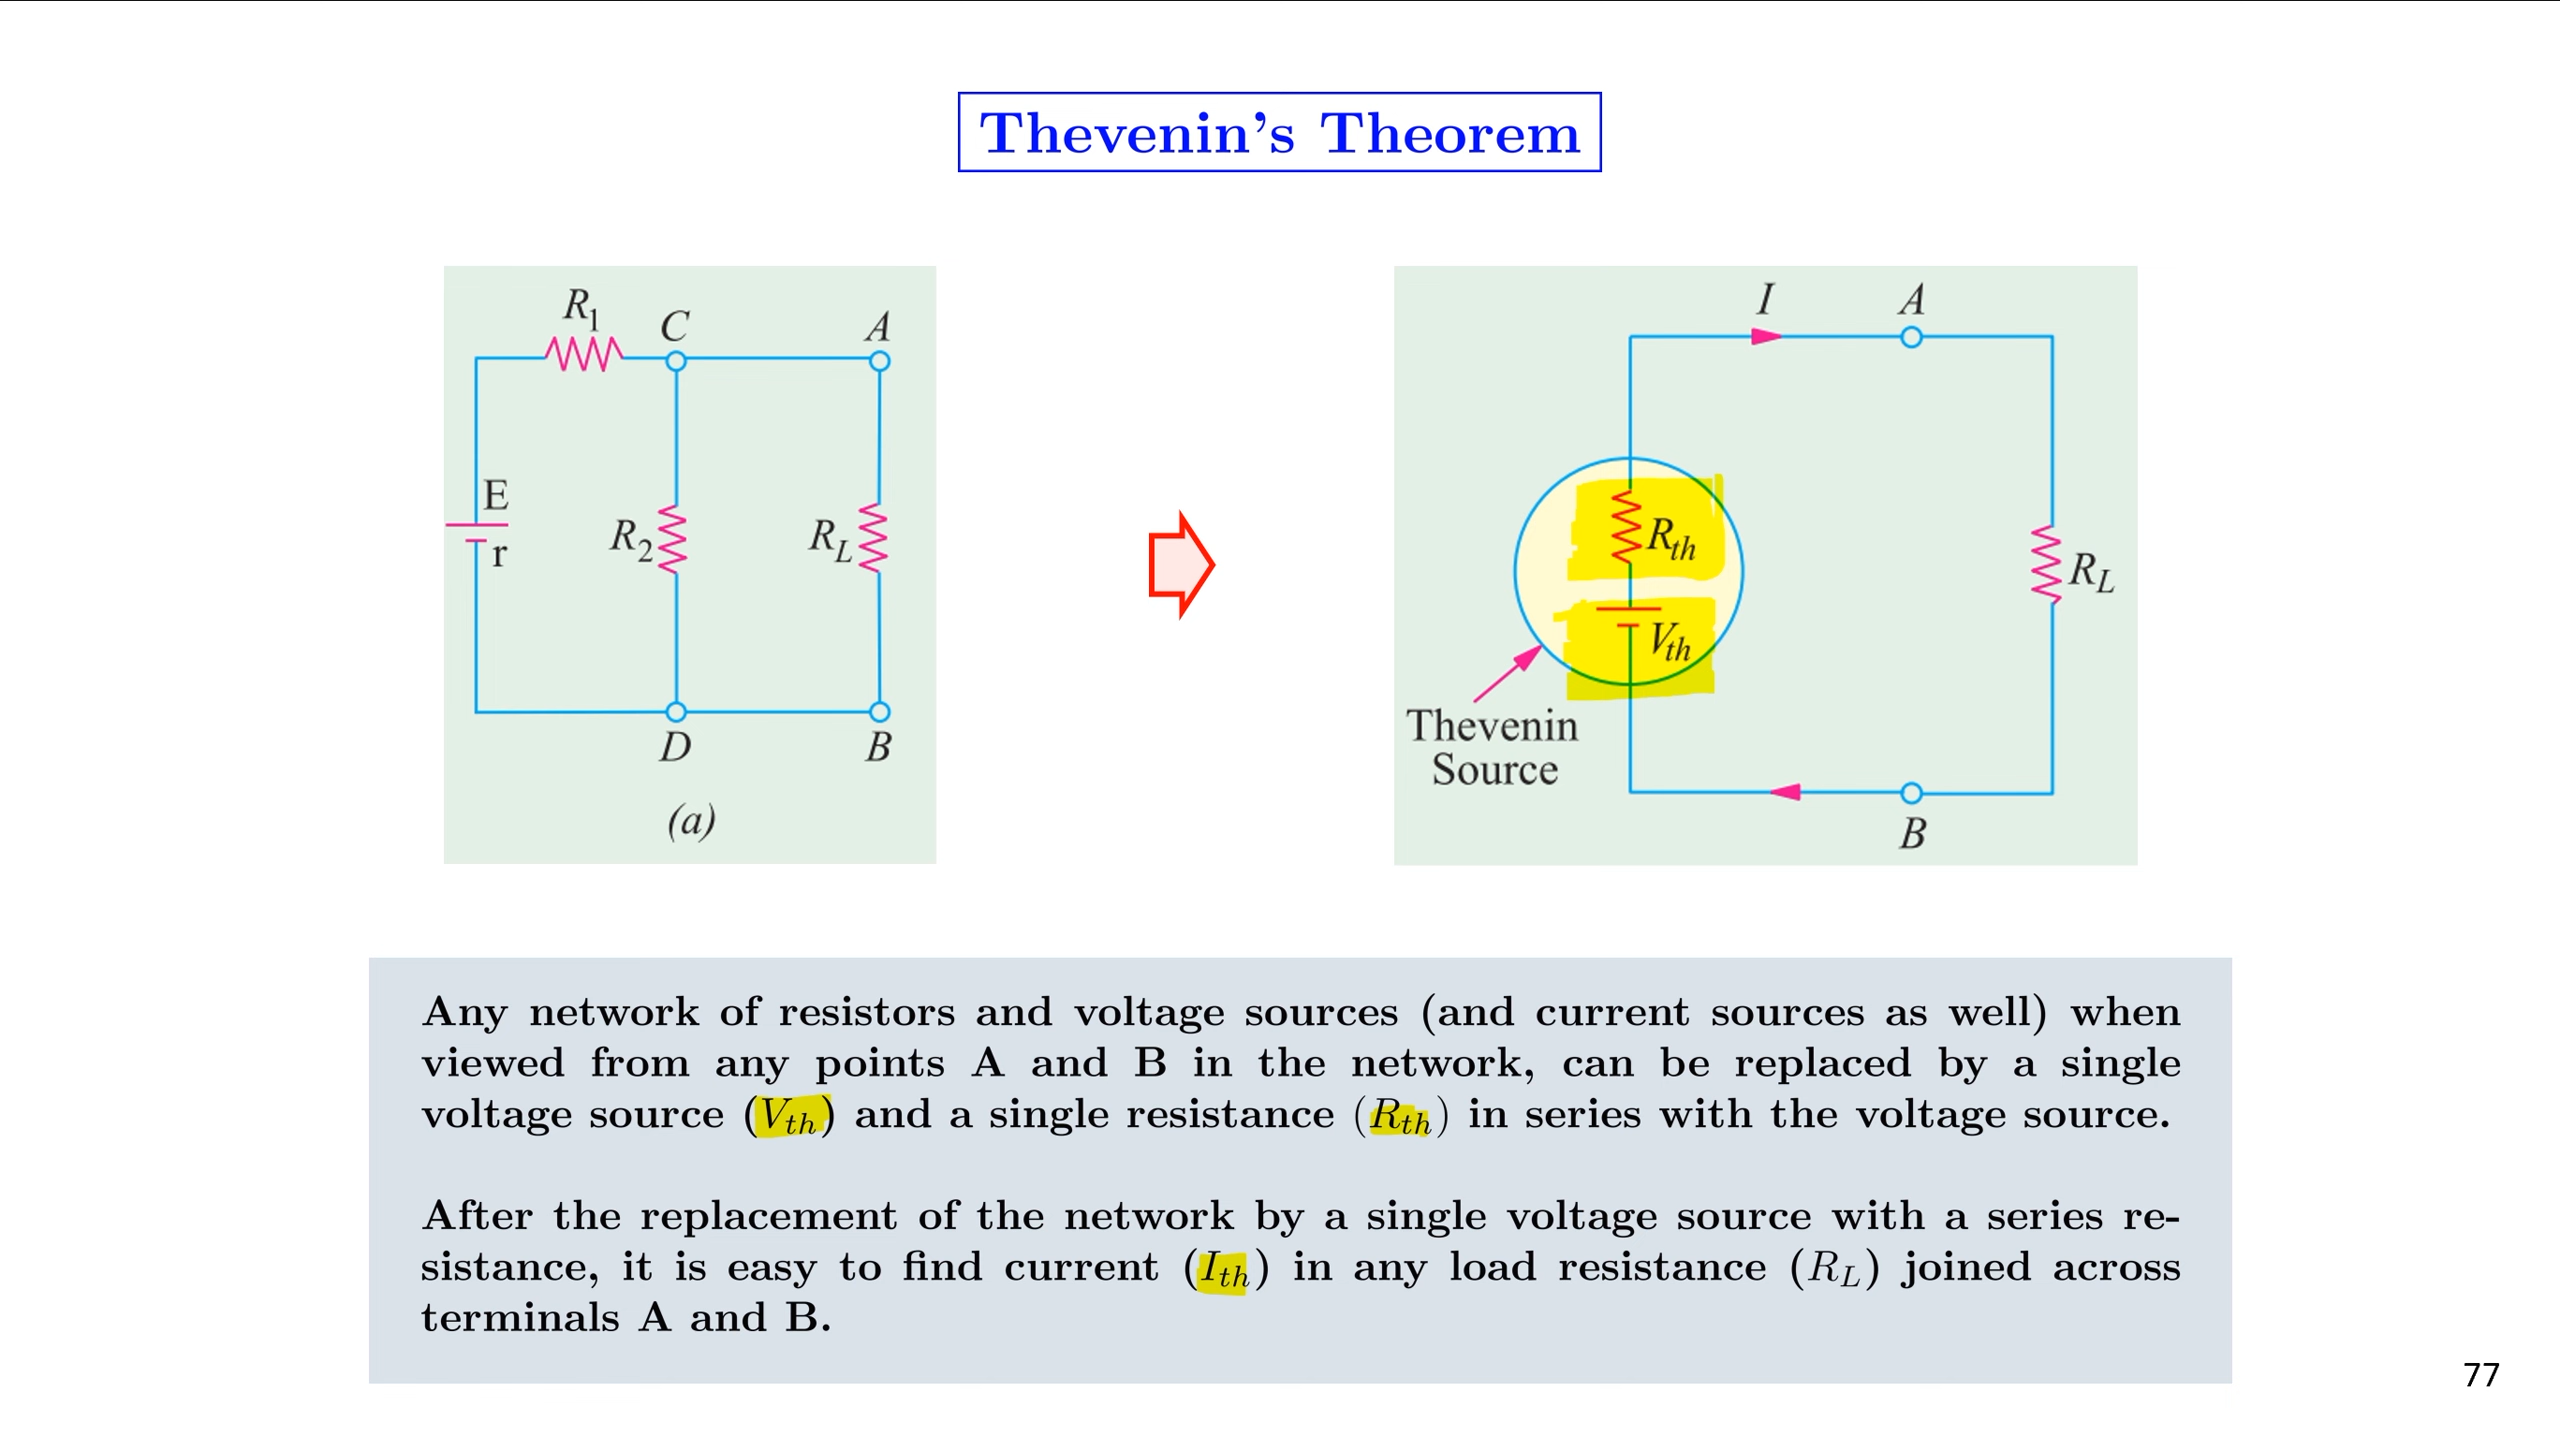 Thevenin's Theorem
R1
C
A
E
r
R2
RL
D
B
(a)
I
A
Rth
Vth
RL
Thevenin
Source
B
Any network of resistors and voltage sources (and current sources as well) when
viewed from any points A and B in the network, can be replaced by a single
voltage source (Vth) and a single resistance (Rth) in series with the voltage source.
After the replacement of the network by a single voltage source with a series re-
sistance, it is easy to find current (Ith) in any load resistance (RL) joined across
terminals A and B.
77